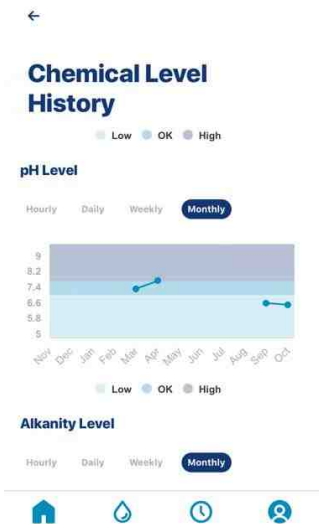 Chemical Level
History
Low OK High
pH Level
Hourly Daily Weekly Monthly
9
8.2
7.4
6.6
5.8
5
Nov Dec Jan Feb Mar Apr May Jun Jul Aug Sep Oct
Low OK High
Alkanity Level
Hourly Daily Weekly Monthly